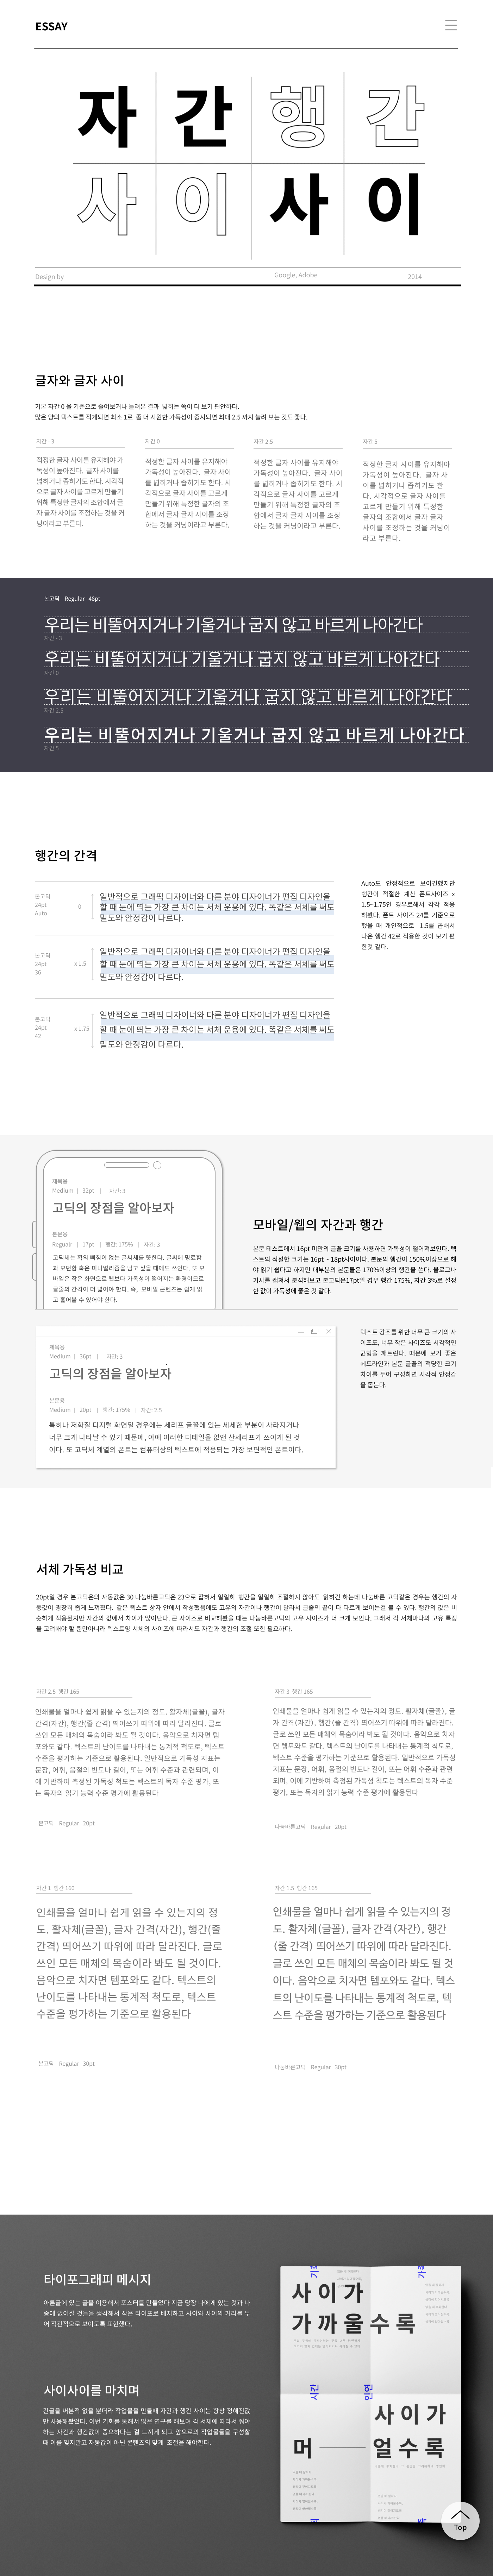 ESSAY
자간행간
사이사이
Design by
Google, Adobe
2014
글자와 글자 사이
기본 자간 0 을 기준으로 줄여보거나 늘려본 결과 넓히는 쪽이 더 보기 편안하다.
많은 양의 텍스트를 적게되면 최소 1로 좀 더 시원한 가독성이 중시되면 최대 2.5 까지 늘려 보는 것도 좋다.
자간 - 3
적정한 글자 사이를 유지해야 가
독성이 높아진다. 글자 사이를
넓히거나 좁히기도 한다. 시각적
으로 글자 사이를 고르게 만들기
위해 특정한 글자의 조합에서 글
자 글자 사이를 조정하는 것을 커
닝이라고 부른다.
자간 0
적정한 글자 사이를 유지해야
가독성이 높아진다. 글자 사이
를 넓히거나 좁히기도 한다. 시
각적으로 글자 사이를 고르게
만들기 위해 특정한 글자의 조
합에서 글자 글자 사이를 조정
하는 것을 커닝이라고 부른다.
자간 2.5
적정한 글자 사이를 유지해야
가독성이 높아진다. 글자 사이
를 넓히거나 좁히기도 한다. 시
각적으로 글자 사이를 고르게
만들기 위해 특정한 글자의 조
합에서 글자 글자 사이를 조정
하는 것을 커닝이라고 부른다.
자간 5
적정한 글자 사이를 유지해야
가독성이 높아진다. 글자 사
이를 넓히거나 좁히기도 한
다. 시각적으로 글자 사이를
고르게 만들기 위해 특정한
글자의 조합에서 글자 글자
사이를 조정하는 것을 커닝이
라고 부른다.
본고딕 Regular 48pt
우리는 비뚤어지거나 기울거나 굽지 않고 바르게 나아간다
자간 - 3
우리는 비뚤어지거나 기울거나 굽지 않고 바르게 나아간다
자간 0
우리는 비뚤어지거나 기울거나 굽지 않고 바르게 나아간다
자간 2.5
우리는 비뚤어지거나 기울거나 굽지 않고 바르게 나아간다
자간 5
행간의 간격
본고딕
24pt
Auto
0
일반적으로 그래픽 디자이너와 다른 분야 디자이너가 편집 디자인을
할 때 눈에 띄는 가장 큰 차이는 서체 운용에 있다. 똑같은 서체를 써도
밀도와 안정감이 다르다.
본고딕
24pt
36
x 1.5
일반적으로 그래픽 디자이너와 다른 분야 디자이너가 편집 디자인을
할 때 눈에 띄는 가장 큰 차이는 서체 운용에 있다. 똑같은 서체를 써도
밀도와 안정감이 다르다.
본고딕
24pt
42
x 1.75
일반적으로 그래픽 디자이너와 다른 분야 디자이너가 편집 디자인을
할 때 눈에 띄는 가장 큰 차이는 서체 운용에 있다. 똑같은 서체를 써도
밀도와 안정감이 다르다.
Auto도 안정적으로 보이긴했지만
행간이 적절한 계산 폰트사이즈 x
1.5~1.75인 경우로해서 각각 적용
해봤다. 폰트 사이즈 24를 기준으로
했을 때 개인적으로 1.5를 곱해서
나온 행간 42로 적용한 것이 보기 편
한것 같다.
제목용
Medium | 32pt | 자간: 3
고딕의 장점을 알아보자
본문용
Regualr | 17pt | 행간: 175% | 자간: 3
고딕체는 획의 삐침이 없는 글씨체를 뜻한다. 글씨에 명료함
과 모던함 혹은 미니멀리즘을 담고 싶을 때에도 쓰인다. 또 모
바일은 작은 화면으로 웹보다 가독성이 떨어지는 환경이므로
글줄의 간격이 더 넓어야 한다. 즉, 모바일 콘텐츠는 쉽게 읽
고 훑어볼 수 있어야 한다.
모바일/웹의 자간과 행간
본문 테스트에서 16pt 미만의 글꼴 크기를 사용하면 가독성이 떨어져보인다. 텍
스트의 적절한 크기는 16pt ~ 18pt사이이다. 본문의 행간이 150%이상으로 해
야 읽기 쉽다고 하지만 대부분의 본문들은 170%이상의 행간을 쓴다. 블로그나
기사를 캡쳐서 분석해보고 본고딕은17pt일 경우 행간 175%, 자간 3%로 설정
한 값이 가독성에 좋은 것 같다.
제목용
Medium | 36pt | 자간: 3
고딕의 장점을 알아보자
본문용
Medium | 20pt | 행간: 175% | 자간: 2.5
특히나 저화질 디지털 화면일 경우에는 세리프 글꼴에 있는 세세한 부분이 사라지거나
너무 크게 나타날 수 있기 때문에, 아예 이러한 디테일을 없앤 산세리프가 쓰이게 된 것
이다. 또 고딕체 계열의 폰트는 컴퓨터상의 텍스트에 적용되는 가장 보편적인 폰트이다.
텍스트 강조를 위한 너무 큰 크기의 사
이즈도, 너무 작은 사이즈도 시각적인
균형을 깨트린다. 때문에 보기 좋은
헤드라인과 본문 글꼴의 적당한 크기
차이를 두어 구성하면 시각적 안정감
을 돕는다.
서체 가독성 비교
20pt일 경우 본고딕은의 자동값은 30 나눔바른고딕은 23으로 잡혀서 일일히 행간을 일일히 조절하지 않아도 읽히긴 하는데 나눔바른 고딕같은 경우는 행간의 자
동값이 굉장히 좁게 느껴졌다. 같은 텍스트 상자 안에서 작성했음에도 고유의 자간이나 행간이 달라서 글줄의 끝이 다 다르게 보이는걸 볼 수 있다. 행간의 값은 비
슷하게 적용됬지만 자간의 값에서 차이가 많이난다. 큰 사이즈로 비교해봤을 때는 나눔바른고딕의 고유 사이즈가 더 크게 보인다. 그래서 각 서체마다의 고유 특징
을 고려해야 할 뿐만아니라 텍스트양 서체의 사이즈에 따라서도 자간과 행간의 조절 또한 필요하다.
자간 2.5 행간 165
인쇄물을 얼마나 쉽게 읽을 수 있는지의 정도. 활자체(글꼴), 글자
간격(자간), 행간(줄 간격) 띄어쓰기 따위에 따라 달라진다. 글로
쓰인 모든 매체의 목숨이라 봐도 될 것이다. 음악으로 치자면 템
포와도 같다. 텍스트의 난이도를 나타내는 통계적 척도로, 텍스트
수준을 평가하는 기준으로 활용된다. 일반적으로 가독성 지표는
문장, 어휘, 음절의 빈도나 길이, 또는 어휘 수준과 관련되며, 이
에 기반하여 측정된 가독성 척도는 텍스트의 독자 수준 평가, 또
는 독자의 읽기 능력 수준 평가에 활용된다
본고딕 Regular 20pt
자간 3 행간 165
인쇄물을 얼마나 쉽게 읽을 수 있는지의 정도. 활자체(글꼴), 글
자 간격(자간), 행간(줄 간격) 띄어쓰기 따위에 따라 달라진다.
글로 쓰인 모든 매체의 목숨이라 봐도 될 것이다. 음악으로 치자
면 템포와도 같다. 텍스트의 난이도를 나타내는 통계적 척도로,
텍스트 수준을 평가하는 기준으로 활용된다. 일반적으로 가독성
지표는 문장, 어휘, 음절의 빈도나 길이, 또는 어휘 수준과 관련
되며, 이에 기반하여 측정된 가독성 척도는 텍스트의 독자 수준
평가, 또는 독자의 읽기 능력 수준 평가에 활용된다
나눔바른고딕 Regular 20pt
자간 1 행간 160
인쇄물을 얼마나 쉽게 읽을 수 있는지의 정
도. 활자체(글꼴), 글자 간격(자간), 행간(줄
간격) 띄어쓰기 따위에 따라 달라진다. 글로
쓰인 모든 매체의 목숨이라 봐도 될 것이다.
음악으로 치자면 템포와도 같다. 텍스트의
난이도를 나타내는 통계적 척도로, 텍스트
수준을 평가하는 기준으로 활용된다
본고딕 Regular 30pt
자간 1.5 행간 165
인쇄물을 얼마나 쉽게 읽을 수 있는지의 정
도. 활자체(글꼴), 글자 간격(자간), 행간
(줄 간격) 띄어쓰기 따위에 따라 달라진다.
글로 쓰인 모든 매체의 목숨이라 봐도 될 것
이다. 음악으로 치자면 템포와도 같다. 텍스
트의 난이도를 나타내는 통계적 척도로, 텍
스트 수준을 평가하는 기준으로 활용된다
나눔바른고딕 Regular 30pt
타이포그래피 메시지
아른글에 있는 글을 이용해서 포스터를 만들었다 지금 당장 나에게 있는 것과 나
중에 없어질 것들을 생각해서 작은 타이포로 배치하고 사이와 사이의 거리를 두
어 직관적으로 보이도록 표현했다.
사이사이를 마치며
긴글을 써본적 없을 뿐더라 작업물을 만들때 자간과 행간 사이는 항상 정해진값
만 사용해봤었다. 이번 기회를 통해서 많은 연구를 해보며 각 서체에 따라서 줘야
하는 자간과 행간값이 중요하다는 걸 느끼게 되고 앞으로의 작업물들을 구성할
때 이를 잊지말고 자동값이 아닌 콘텐츠의 맞게 조절을 해야한다.
사이가
가까울수록
시간
인연
사이가
머 얼수록
Top